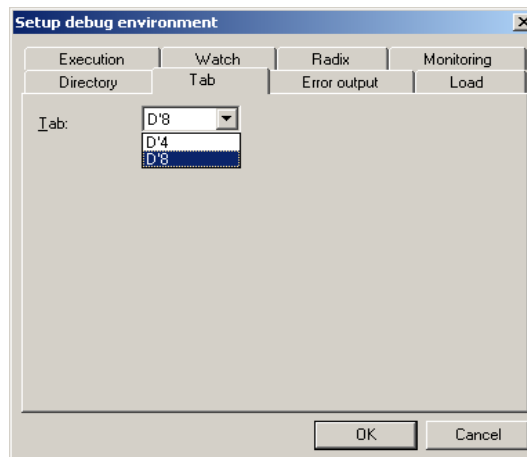 Setup debug environment
Execution Watch Radix Monitoring
Directory Tab Error output Load
Tab: D'8
D'4
D'8
OK Cancel